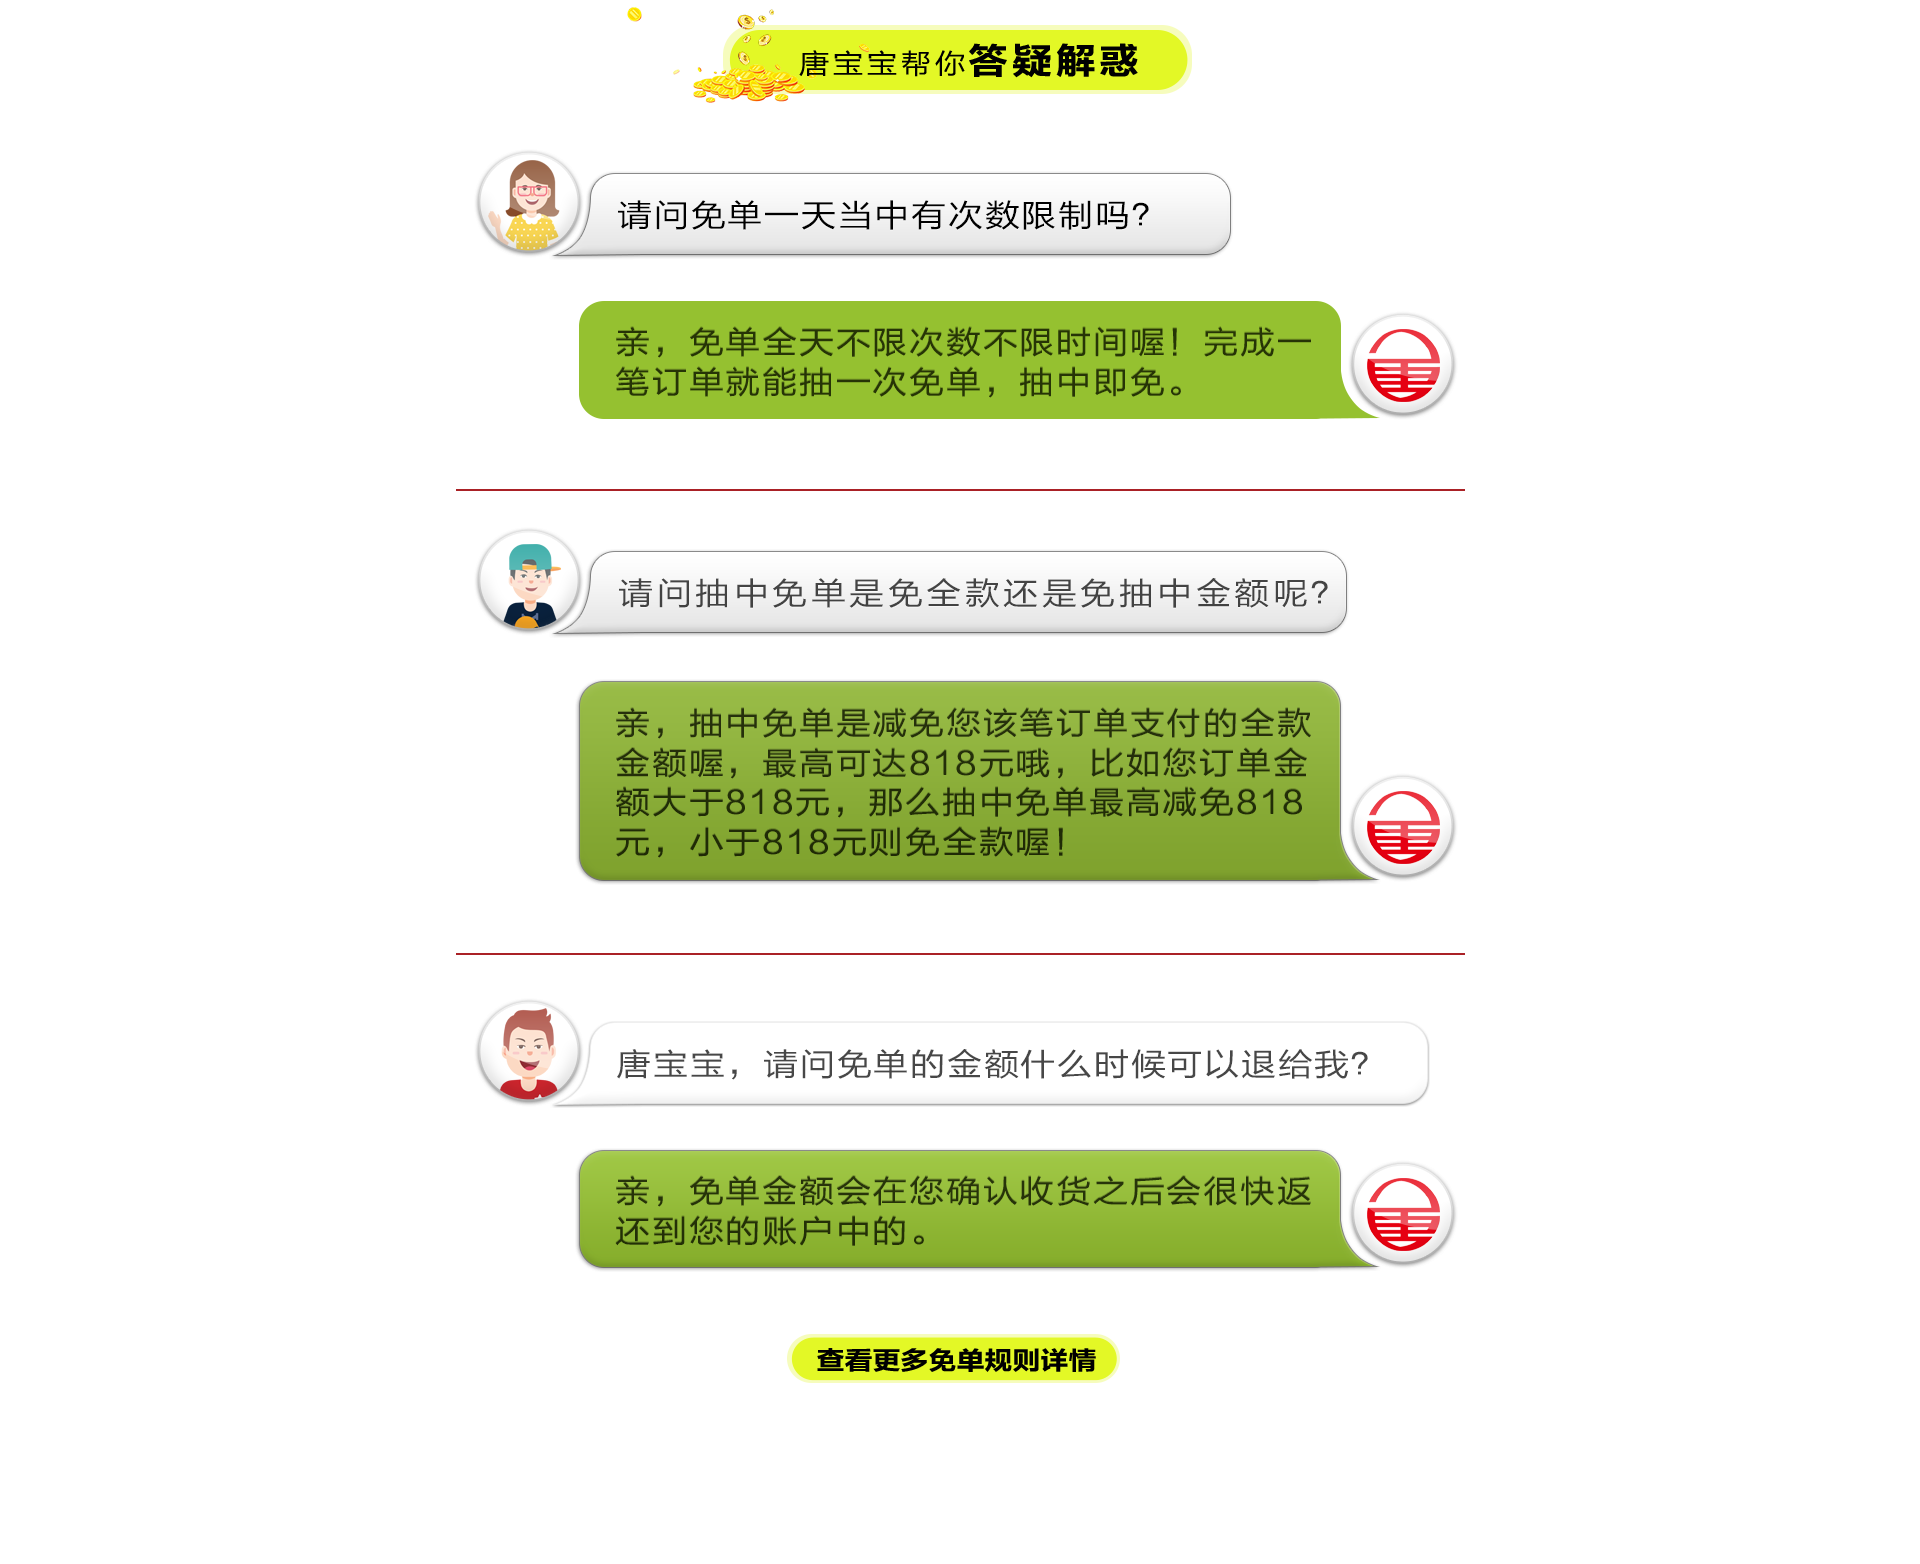 唐宝宝帮你答疑解惑
请问免单一天当中有次数限制吗?
亲，免单全天不限次数不限时间喔！完成一
笔订单就能抽一次免单，抽中即免。
请问抽中免单是免全款还是免抽中金额呢?
亲，抽中免单是减免您该笔订单支付的全款
金额喔，最高可达818元哦，比如您订单金
额大于818元，那么抽中免单最高减免818
元，小于818元则免全款喔！
唐宝宝，请问免单的金额什么时候可以退给我?
亲，免单金额会在您确认收货之后会很快返
还到您的账户中的。
查看更多免单规则详情